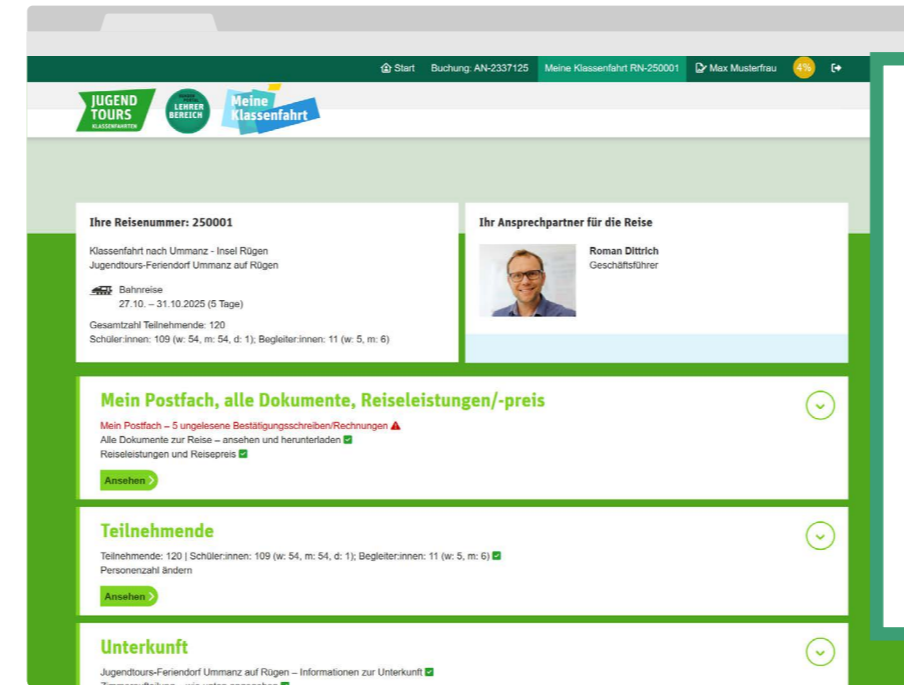 Start Buchung: AN-2337125 Meine Klassenfahrt RN-250001 Max Musterfrau 4%
JUGEND
TOURS
KLASSENFAHRTEN
LEHRER
BEREICH
Meine
Klassenfahrt
Ihre Reisenummer: 250001
Klassenfahrt nach Ummanz - Insel Rügen
Jugendtours-Feriendorf Ummanz auf Rügen
Bahnreise
27.10. – 31.10.2025 (5 Tage)
Gesamtzahl Teilnehmende: 120
Schüler:innen: 109 (w: 54, m: 54, d: 1); Begleiter:innen: 11 (w: 5, m: 6)
Ihr Ansprechpartner für die Reise
Roman Dittrich
Geschäftsführer
Mein Postfach, alle Dokumente, Reiseleistungen/-preis
Mein Postfach – 5 ungelesene Bestätigungsschreiben/Rechnungen
Alle Dokumente zur Reise – ansehen und herunterladen
Reiseleistungen und Reisepreis
Ansehen
Teilnehmende
Teilnehmende: 120 | Schüler:innen: 109 (w: 54, m: 54, d: 1); Begleiter:innen: 11 (w: 5, m: 6)
Personenzahl ändern
Ansehen
Unterkunft
Jugendtours-Feriendorf Ummanz auf Rügen – Informationen zur Unterkunft